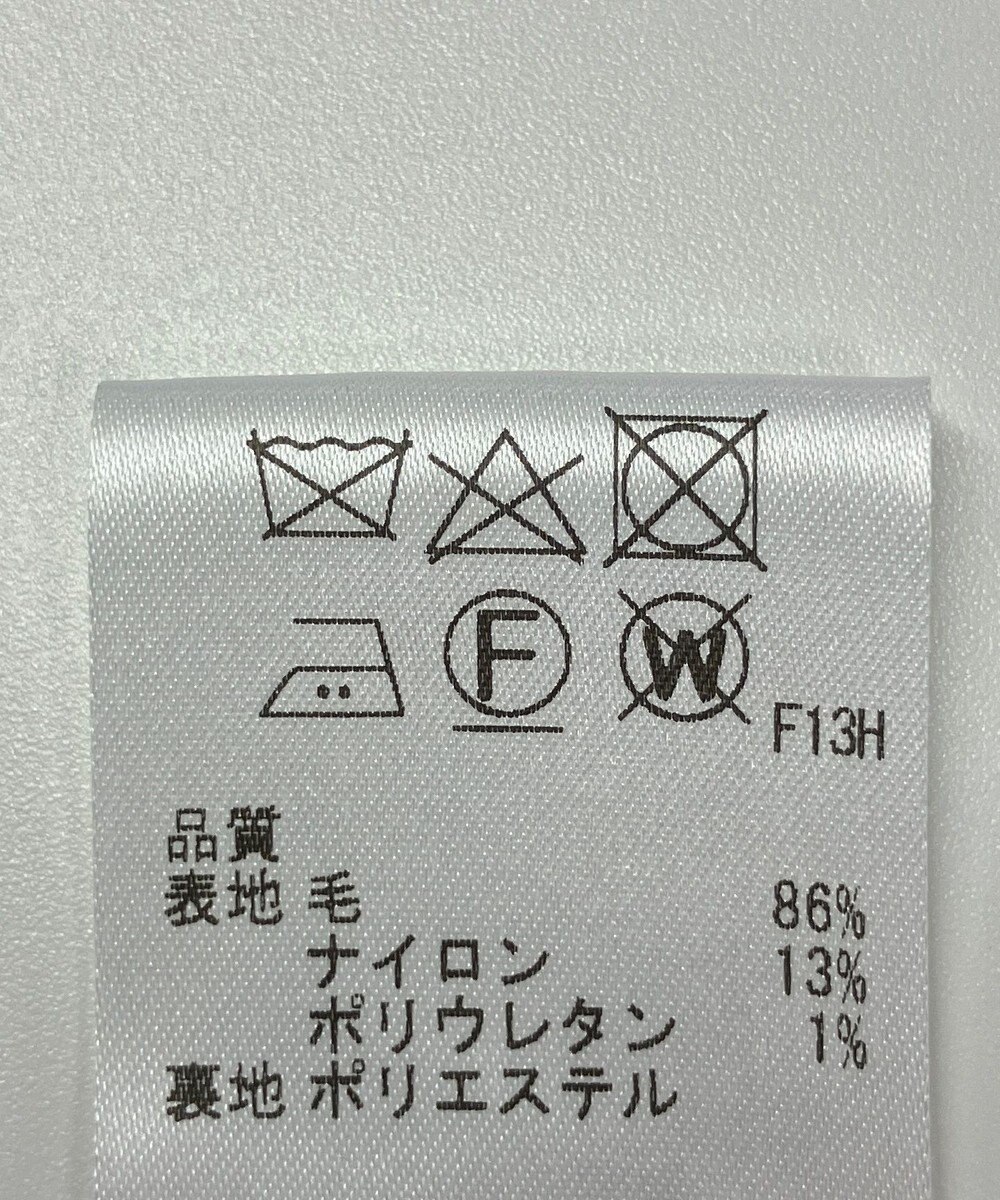 F W
F13H
品質
表地 毛 86%
ナイロン 13%
ポリウレタン 1%
裏地 ポリエステル